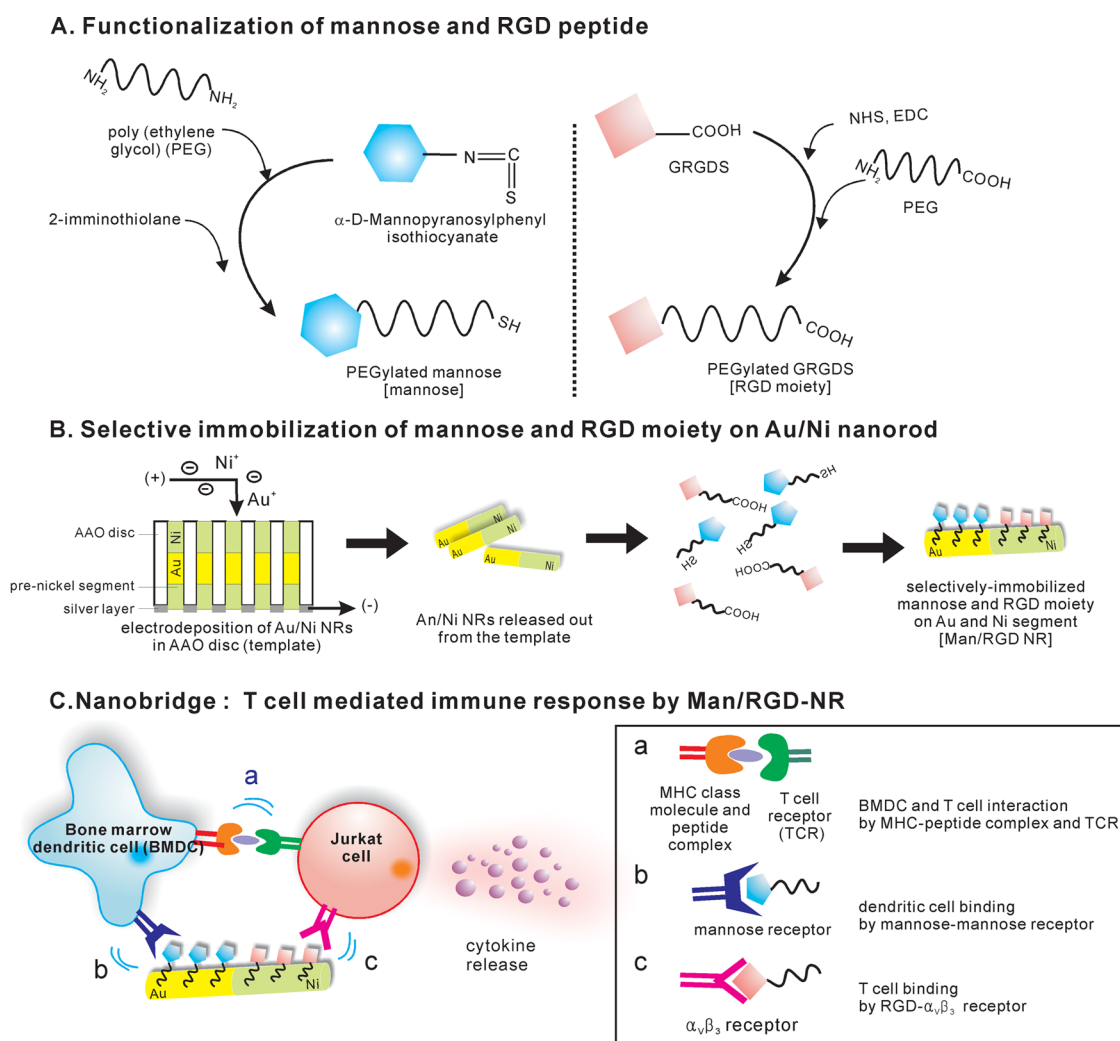 A. Functionalization of mannose and RGD peptide
NH2
NH2
poly (ethylene
glycol) (PEG)
2-imminothiolane
N
C
S
α-D-Mannopyranosylphenyl
isothiocyanate
SH
PEGylated mannose
[mannose]
COOH
GRGDS
NHS, EDC
NH2
COOH
PEG
COOH
PEGylated GRGDS
[RGD moiety]
B. Selective immobilization of mannose and RGD moiety on Au/Ni nanorod
(+)
Ni+
Au+
AAO disc
Ni
Au
pre-nickel segment
silver layer
(-)
electrodeposition of Au/Ni NRs
in AAO disc (template)
Au
Ni
Au
Ni
Au
Ni
An/Ni NRs released out
from the template
COOH
SH
SH
SH
COOH
COOH
SH
Au
Ni
selectively-immobilized
mannose and RGD moiety
on Au and Ni segment
[Man/RGD NR]
C.Nanobridge : T cell mediated immune response by Man/RGD-NR
a
Bone marrow
dendritic cell (BMDC)
Jurkat
cell
b
c
Au
Ni
cytokine
release
a
MHC class
molecule and
peptide
complex
T cell
receptor
(TCR)
BMDC and T cell interaction
by MHC-peptide complex and TCR
b
mannose receptor
dendritic cell binding
by mannose-mannose receptor
c
αvβ3 receptor
T cell binding
by RGD-αvβ3 receptor